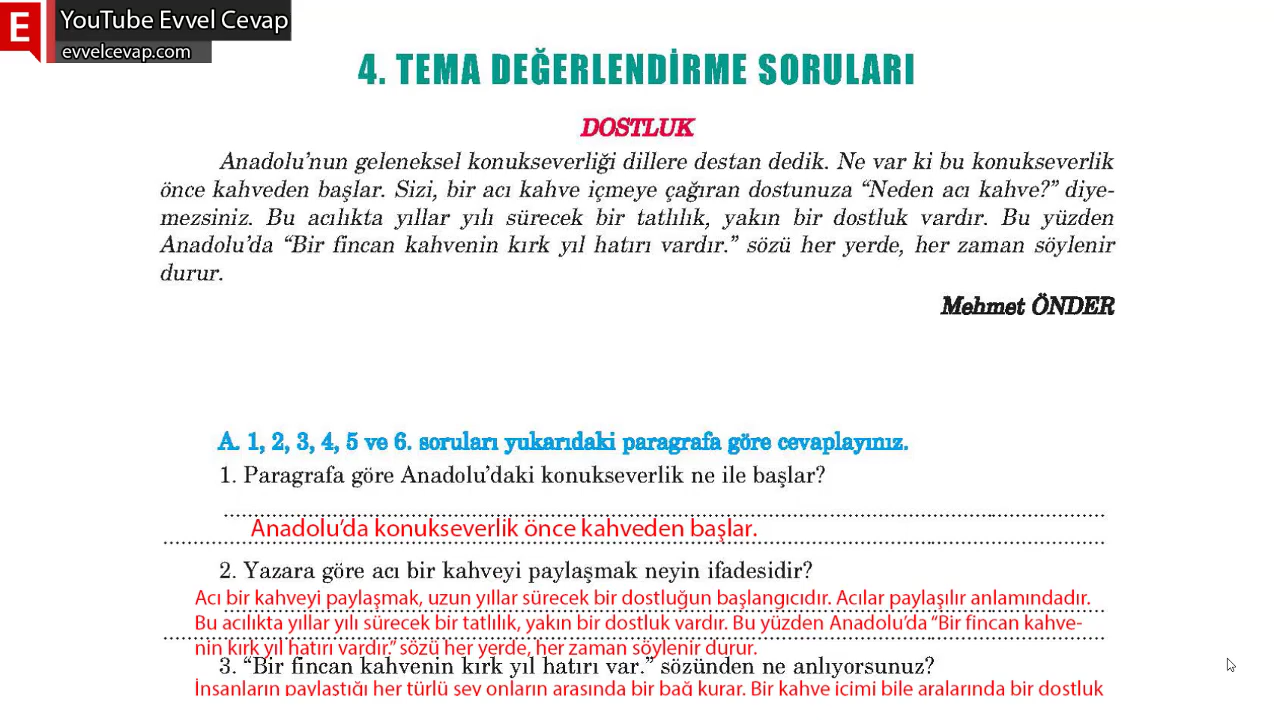 E YouTube Evvel Cevap
evvelcevap.com
4. TEMA DEĞERLENDİRME SORULARI
DOSTLUK
Anadolu'nun geleneksel konukseverliği dillere destan dedik. Ne var ki bu konukseverlik
önce kahveden başlar. Sizi, bir acı kahve içmeye çağıran dostunuza “Neden acı kahve?” diye-
mezsiniz. Bu acılıkta yıllar yılı sürecek bir tatlılık, yakın bir dostluk vardır. Bu yüzden
Anadolu'da “Bir fincan kahvenin kırk yıl hatırı vardır.” sözü her yerde, her zaman söylenir
durur.
Mehmet ÖNDER
A. 1, 2, 3, 4, 5 ve 6. soruları yukarıdaki paragrafa göre cevaplayınız.
1. Paragrafa göre Anadolu'daki konukseverlik ne ile başlar?
Anadolu'da konukseverlik önce kahveden başlar.
2. Yazara göre acı bir kahveyi paylaşmak neyin ifadesidir?
Acı bir kahveyi paylaşmak, uzun yıllar sürecek bir dostluğun başlangıcıdır. Acılar paylaşılır anlamındadır.
Bu acılıkta yıllar yılı sürecek bir tatlılık, yakın bir dostluk vardır. Bu yüzden Anadolu'da “Bir fincan kahve-
nin kırk yıl hatırı vardır.” sözü her yerde, her zaman söylenir durur.
3. “Bir fincan kahvenin kırk yıl hatırı var.” sözünden ne anlıyorsunuz?
İnsanların paylaştığı her türlü şey onların arasında bir bağ kurar. Bir kahve içimi bile aralarında bir dostluk